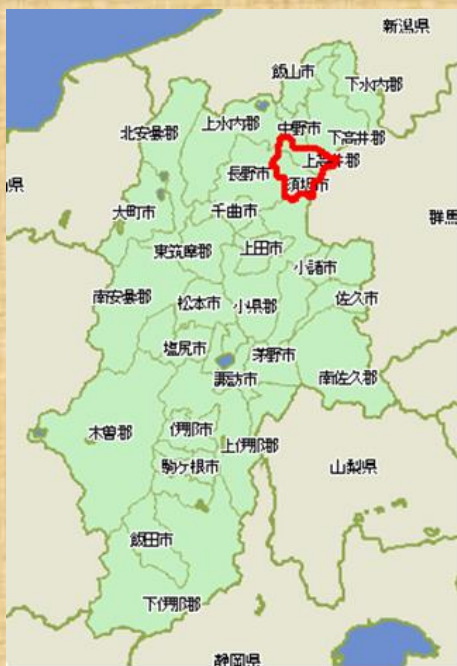 新潟県
飯山市
下水内郡
上水内郡
中野市
北安曇郡
下高井郡
上高井郡
長野市
須坂市
県
大町市
千曲市
群馬
東筑摩郡
上田市
小諸市
南安曇郡
松本市
小県郡
佐久市
塩尻市
茅野市
諏訪市
南佐久郡
木曽郡
伊那市
上伊那郡
駒ヶ根市
山梨県
飯田市
下伊那郡
静岡県